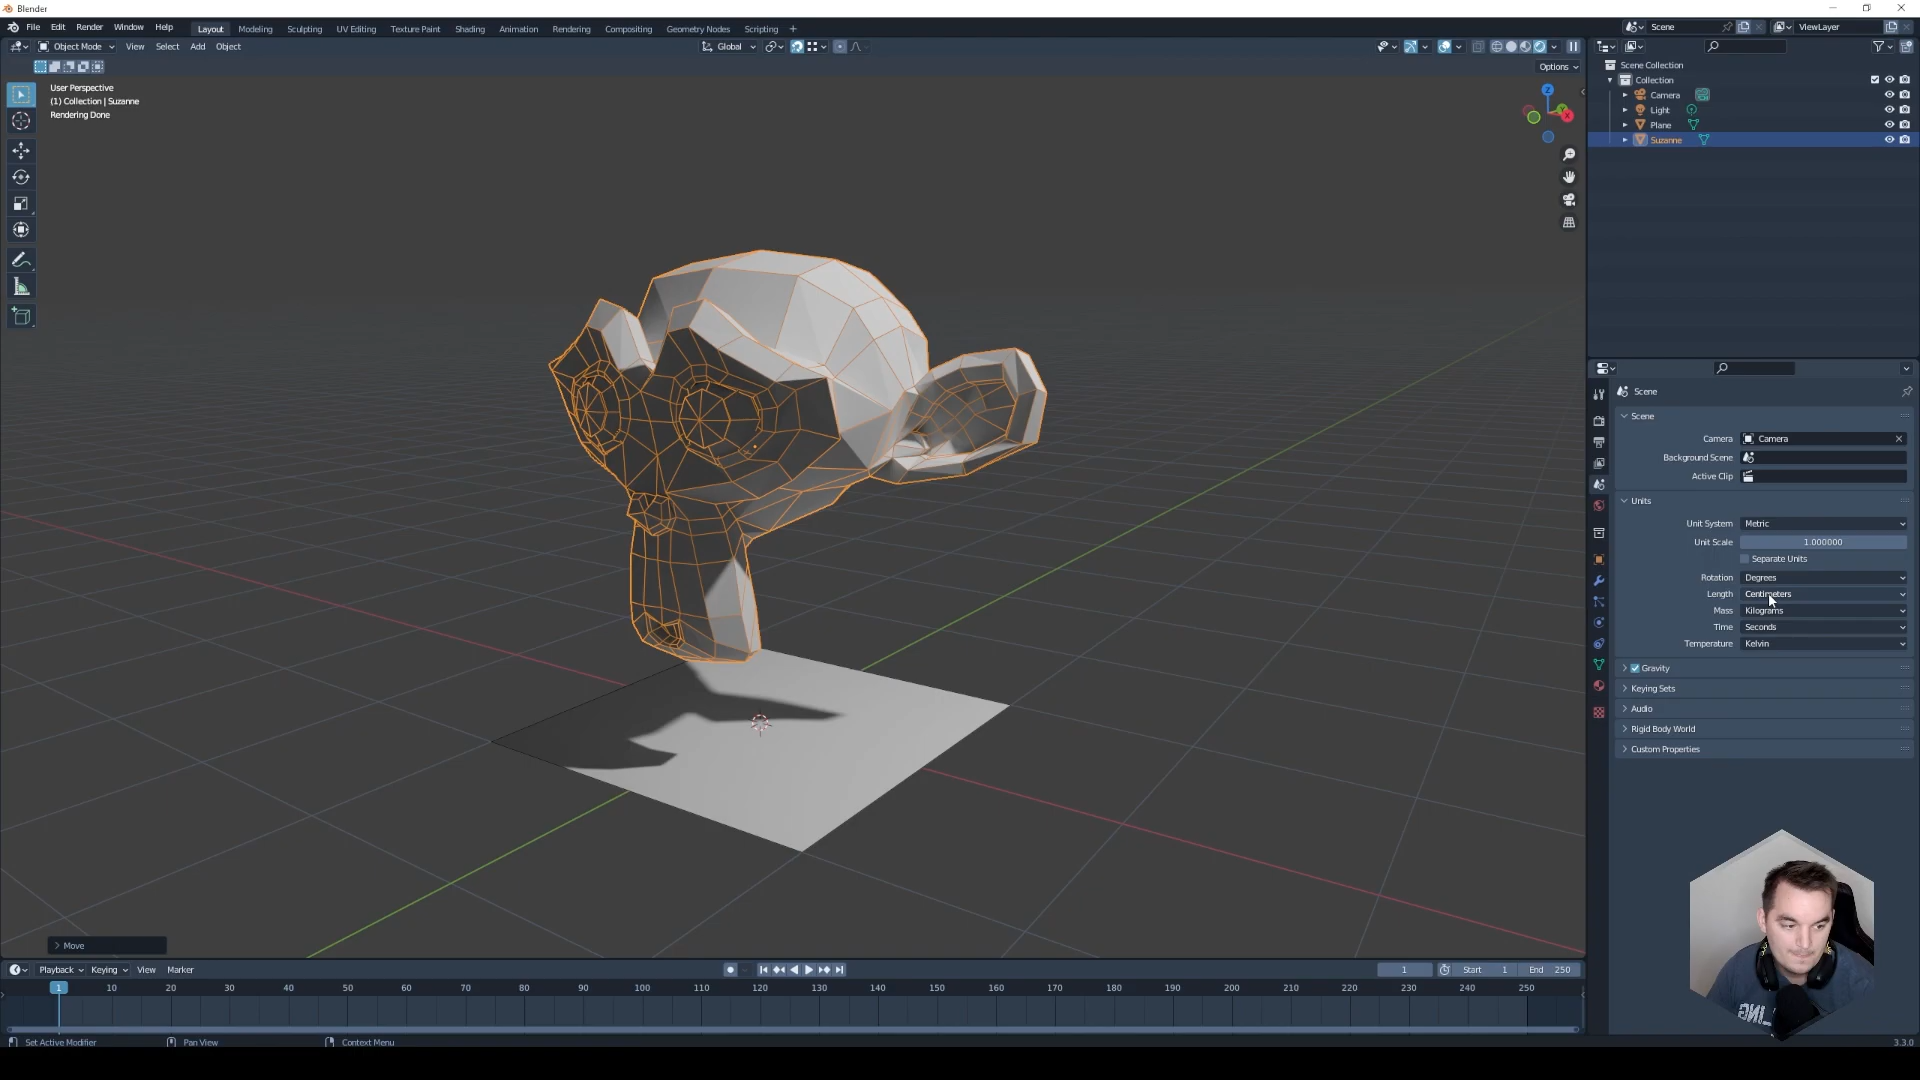 Blender
File Edit Render Window Help Layout Modeling Sculpting UV Editing Texture Paint Shading Animation Rendering Compositing Geometry Nodes Scripting + Scene ViewLayer
Object Mode View Select Add Object Global
Options
User Perspective
(1) Collection | Suzanne
Rendering Done
Z
Y
X
Scene Collection
Collection
Camera
Light
Plane
Suzanne
Scene
Scene
Camera Camera
Background Scene
Active Clip
Units
Unit System Metric
Unit Scale 1.000000
Separate Units
Rotation Degrees
Length Centimeters
Mass Kilograms
Time Seconds
Temperature Kelvin
Gravity
Keying Sets
Audio
Rigid Body World
Custom Properties
Move
Playback Keying View Marker 1 Start 1 End 250
1 10 20 30 40 50 60 70 80 90 100 110 120 130 140 150 160 170 180 190 200 210 220 230 240 250
Set Active Modifier Pan View Context Menu 3.3.0